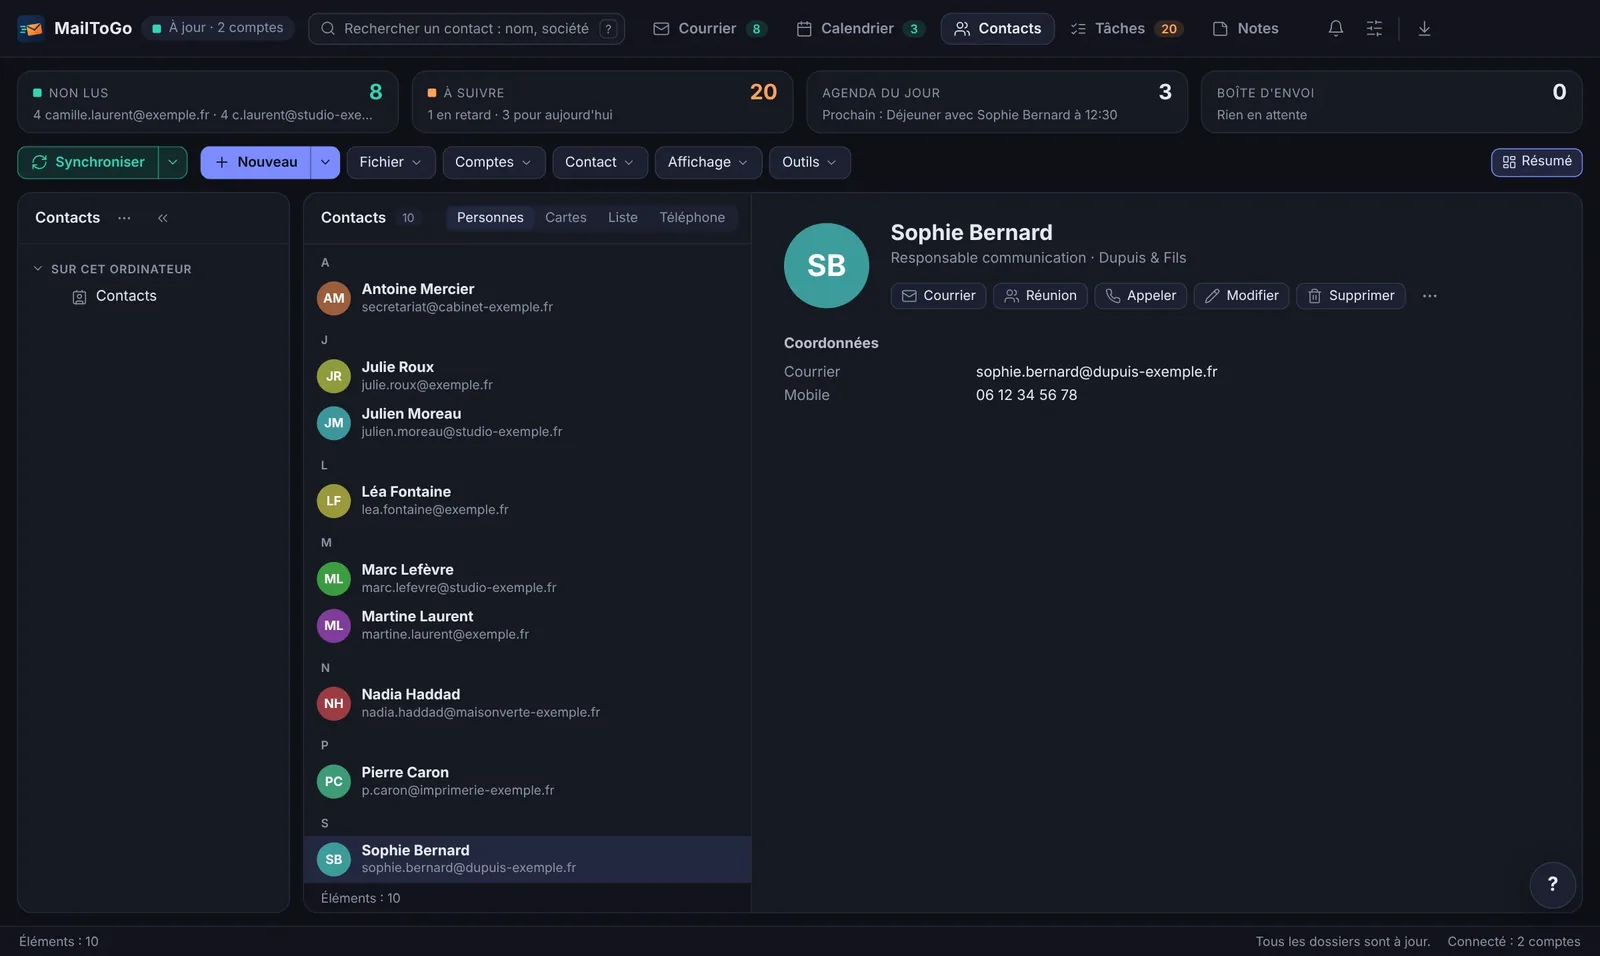 MailToGo
À jour · 2 comptes
Rechercher un contact : nom, société
?
Courrier 8
Calendrier 3
Contacts
Tâches 20
Notes
NON LUS 8
4 camille.laurent@exemple.fr · 4 c.laurent@studio-exe...
À SUIVRE 20
1 en retard · 3 pour aujourd'hui
AGENDA DU JOUR 3
Prochain : Déjeuner avec Sophie Bernard à 12:30
BOÎTE D'ENVOI 0
Rien en attente
Synchroniser
Nouveau
Fichier
Comptes
Contact
Affichage
Outils
Résumé
Contacts
SUR CET ORDINATEUR
Contacts
Contacts 10
Personnes
Cartes
Liste
Téléphone
A
AM
Antoine Mercier
secretariat@cabinet-exemple.fr
J
JR
Julie Roux
julie.roux@exemple.fr
JM
Julien Moreau
julien.moreau@studio-exemple.fr
L
LF
Léa Fontaine
lea.fontaine@exemple.fr
M
ML
Marc Lefèvre
marc.lefevre@studio-exemple.fr
ML
Martine Laurent
martine.laurent@exemple.fr
N
NH
Nadia Haddad
nadia.haddad@maisonverte-exemple.fr
P
PC
Pierre Caron
p.caron@imprimerie-exemple.fr
S
SB
Sophie Bernard
sophie.bernard@dupuis-exemple.fr
Éléments : 10
SB
Sophie Bernard
Responsable communication · Dupuis & Fils
Courrier
Réunion
Appeler
Modifier
Supprimer
Coordonnées
Courrier sophie.bernard@dupuis-exemple.fr
Mobile 06 12 34 56 78
?
Éléments : 10
Tous les dossiers sont à jour. Connecté : 2 comptes